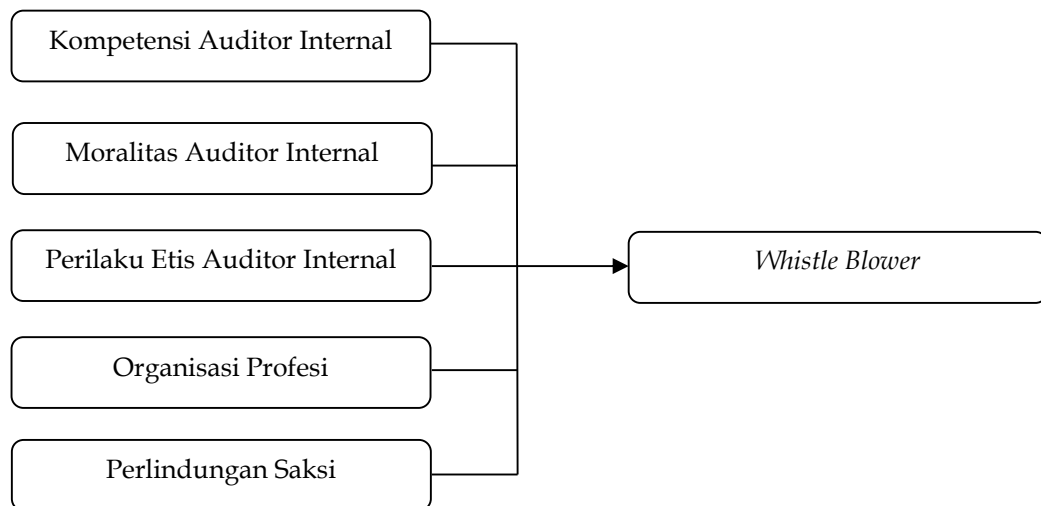 Kompetensi Auditor Internal
Moralitas Auditor Internal
Perilaku Etis Auditor Internal
Whistle Blower
Organisasi Profesi
Perlindungan Saksi